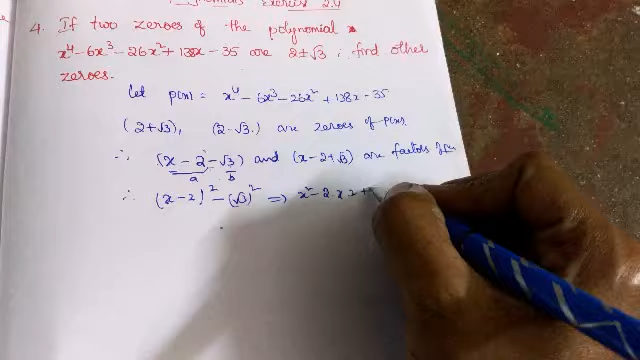 Exercise 2.4
4. If two zeroes of the polynomial
x⁴-6x³-26x²+138x-35 are 2±√3 find other
zeroes.
Let p(x) = x⁴-6x³-26x²+138x-35
(2+√3), (2-√3) are zeroes of p(x).
∴ (x-2-√3) and (x-2+√3) are factors
a b
∴ (x-2)²-(√3)² ⇒ x²-2.x 2+